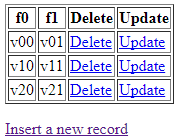 f0 f1 Delete Update
v00 v01 Delete Update
v10 v11 Delete Update
v20 v21 Delete Update
Insert a new record